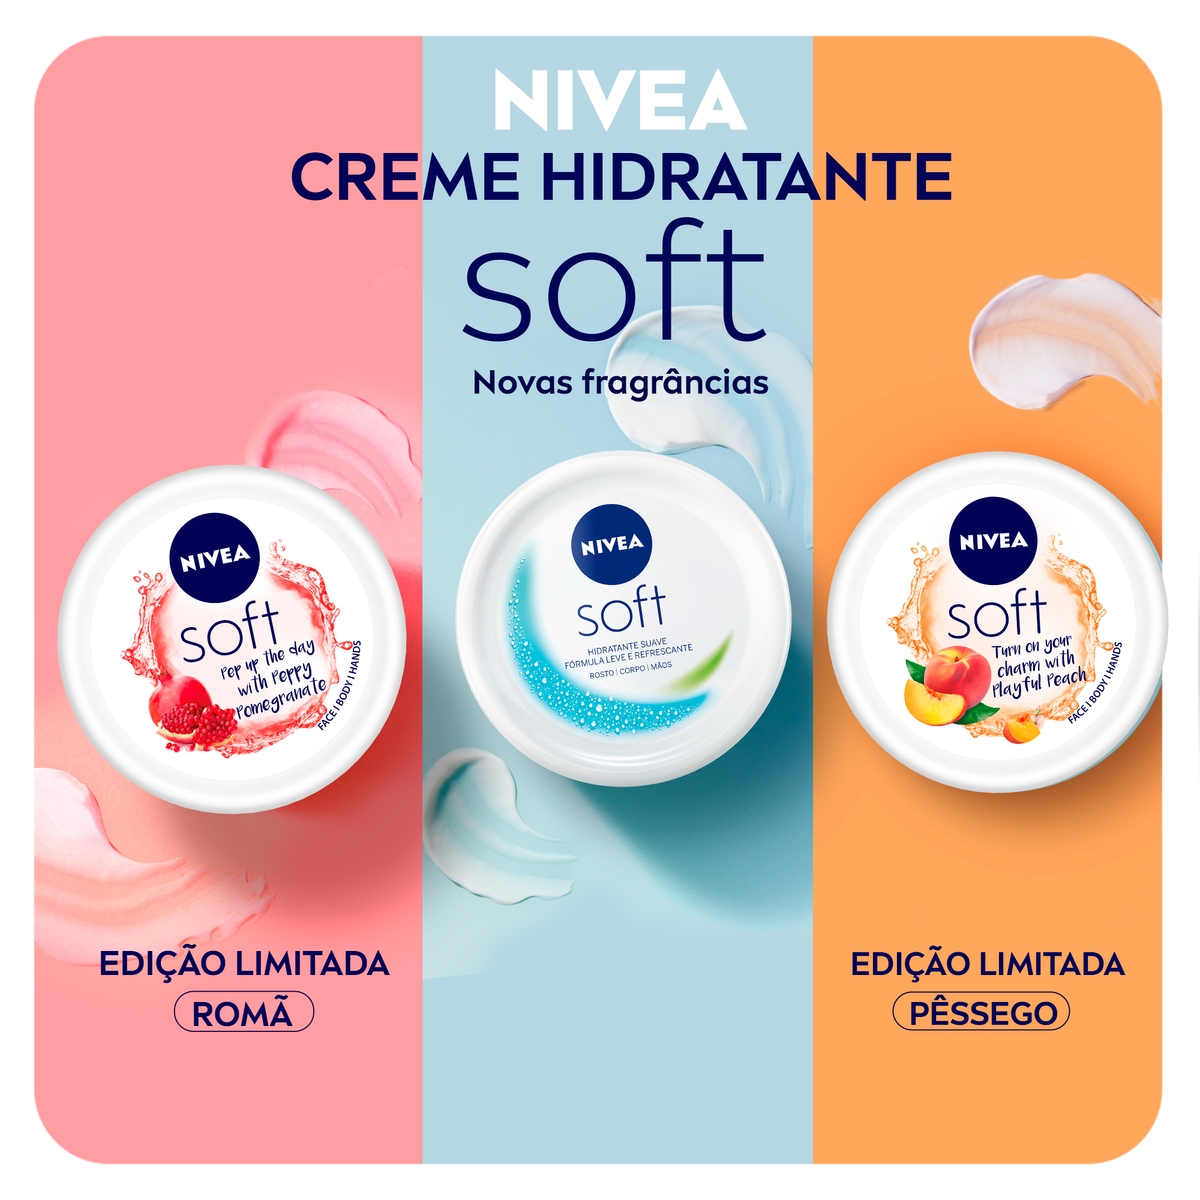 NIVEA
CREME HIDRATANTE
soft
Novas fragrâncias
NIVEA
soft
Pep up the day
with Peppy
Pomegranate
FACE I BODY I HANDS
NIVEA
soft
HIDRATANTE SUAVE
FÓRMULA LEVE E REFRESCANTE
ROSTO | CORPO | MÃOS
NIVEA
soft
Turn on your
charm with
Playful Peach
FACE I BODY I HANDS
EDIÇÃO LIMITADA
ROMÃ
EDIÇÃO LIMITADA
PÊSSEGO